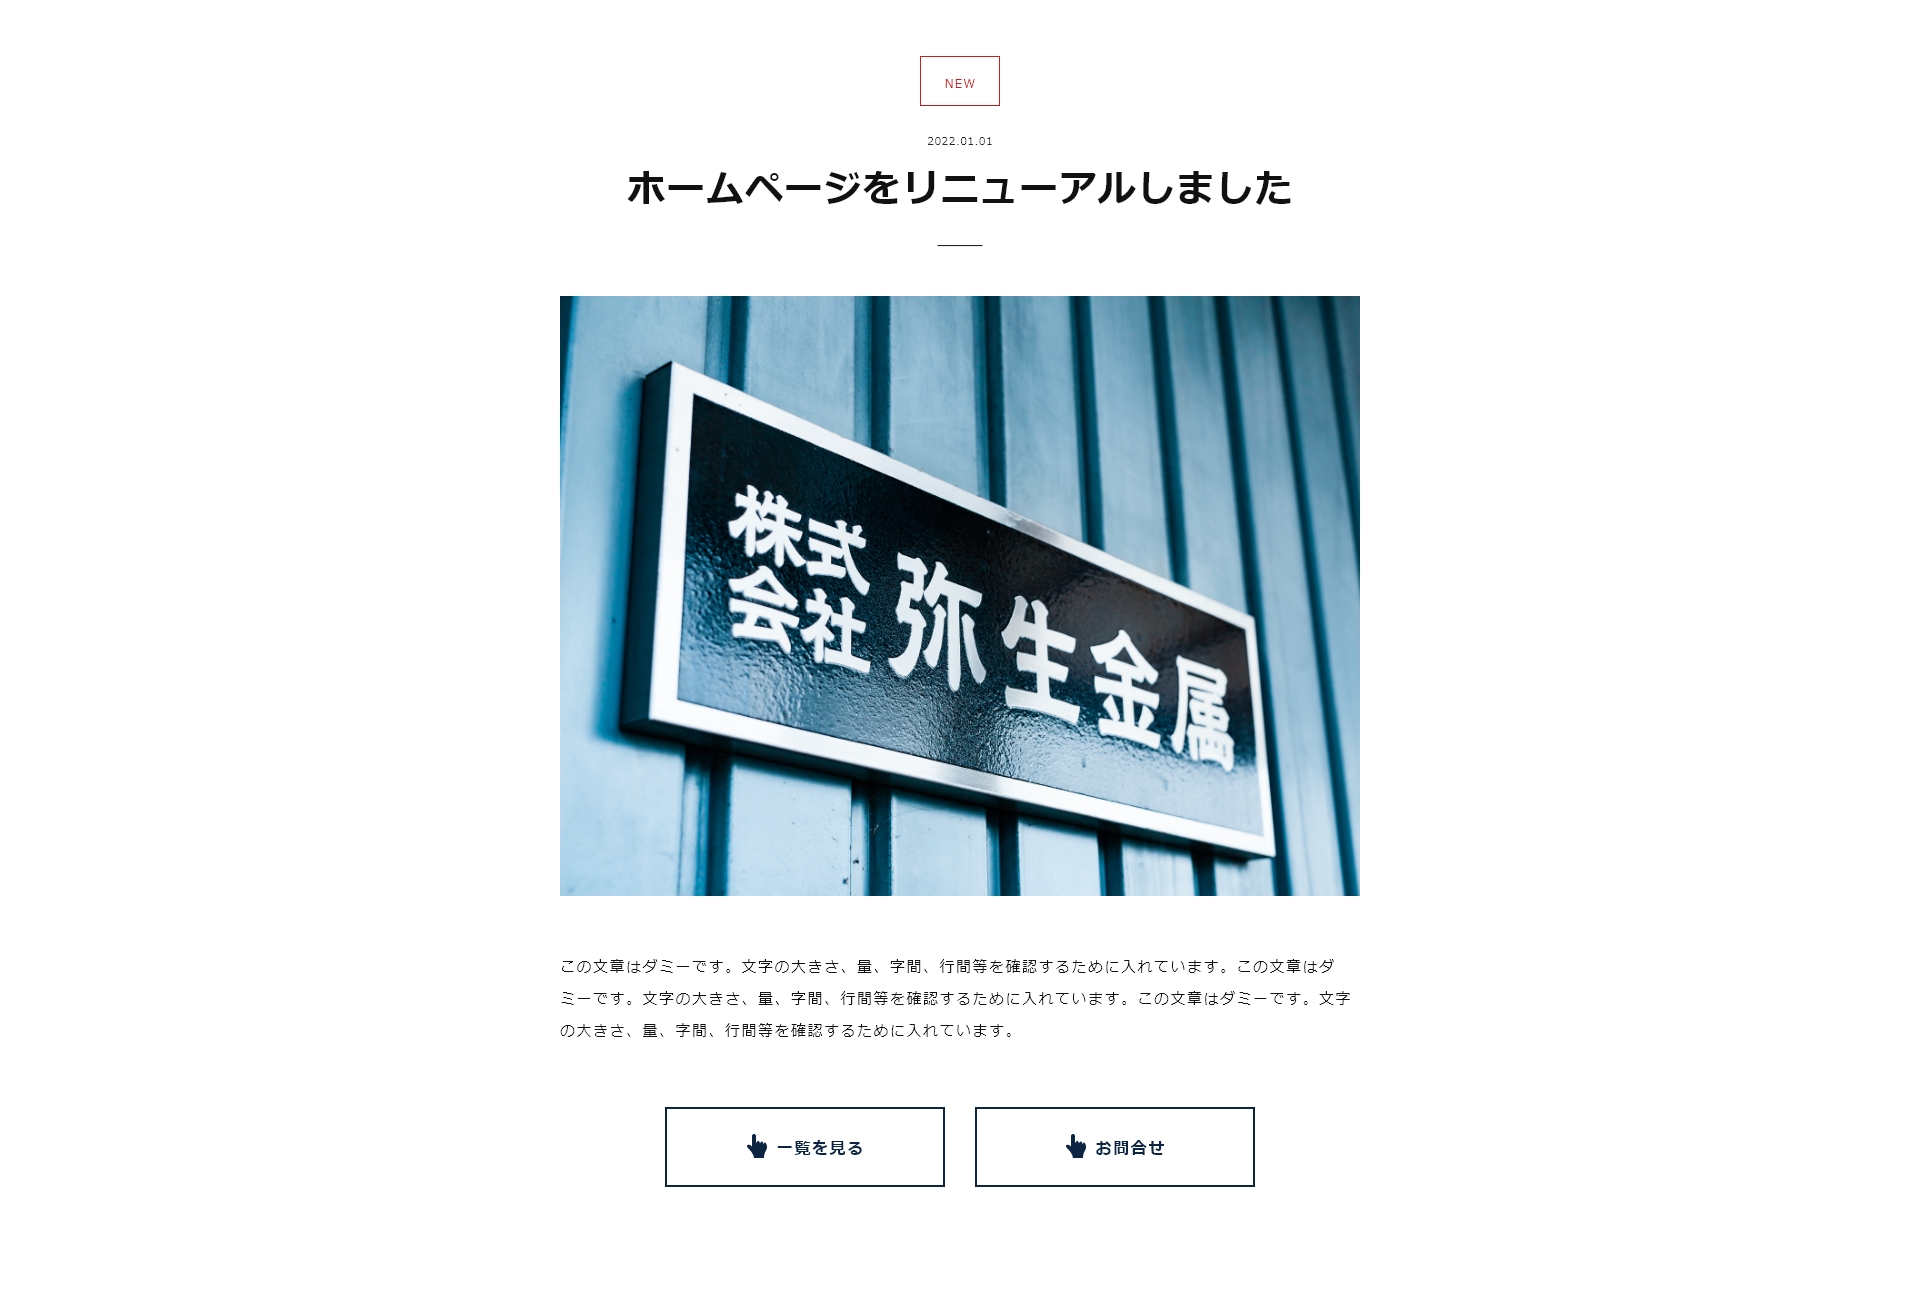 NEW
2022.01.01
ホームページをリニューアルしました
株式
会社
弥生金属
この文章はダミーです。文字の大きさ、量、字間、行間等を確認するために入れています。この文章はダ
ミーです。文字の大きさ、量、字間、行間等を確認するために入れています。この文章はダミーです。文字
の大きさ、量、字間、行間等を確認するために入れています。
一覧を見る
お問合せ